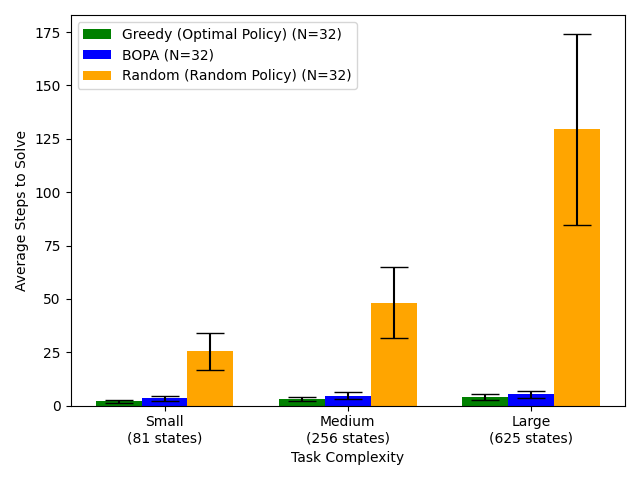 Greedy (Optimal Policy) (N=32)
BOPA (N=32)
Random (Random Policy) (N=32)
Average Steps to Solve
175
150
125
100
75
50
25
0
Small
(81 states)
Medium
(256 states)
Large
(625 states)
Task Complexity